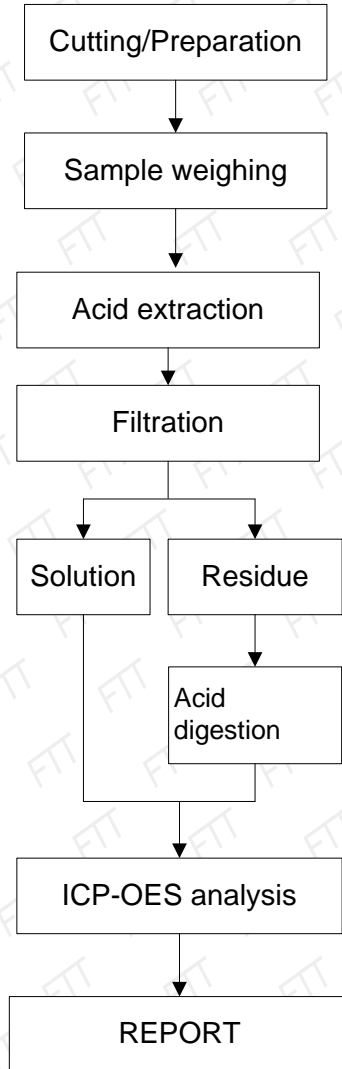 Cutting/Preparation
Sample weighing
Acid extraction
Filtration
Solution
Residue
Acid
digestion
ICP-OES analysis
REPORT